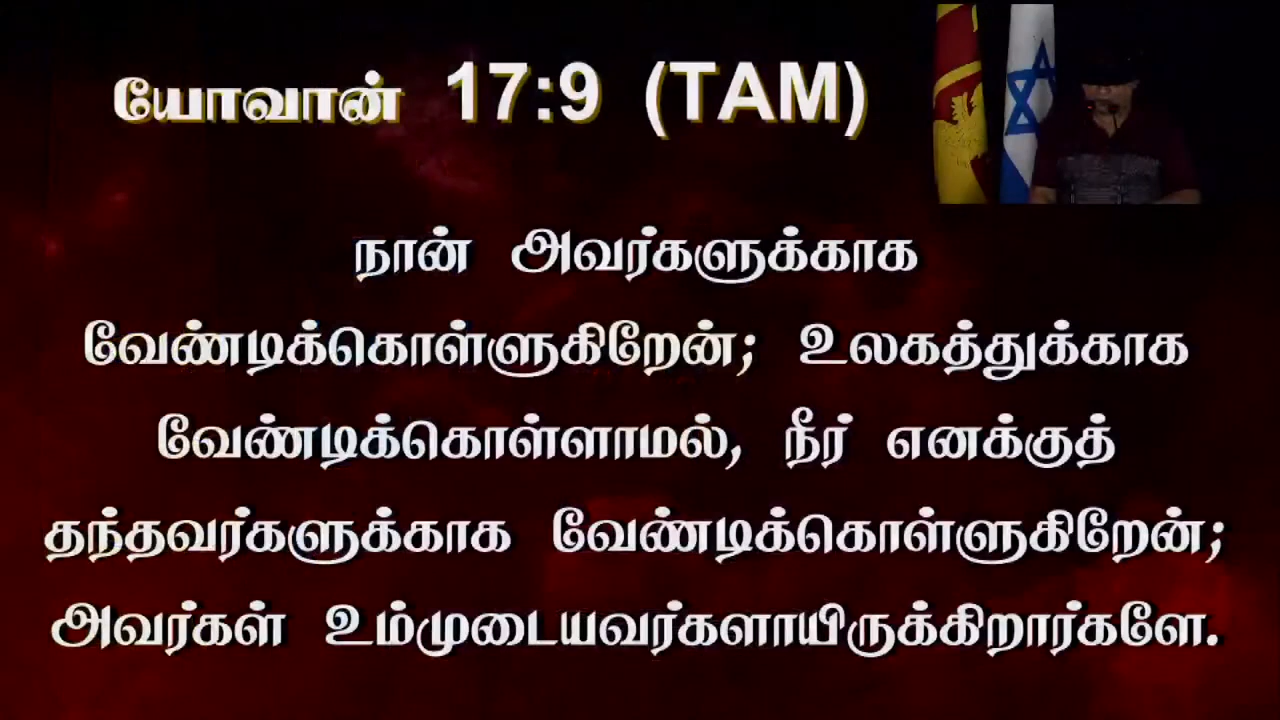 யோவான் 17:9 (TAM)
நான் அவர்களுக்காக
வேண்டிக்கொள்ளுகிறேன்; உலகத்துக்காக
வேண்டிக்கொள்ளாமல், நீர் எனக்குத்
தந்தவர்களுக்காக வேண்டிக்கொள்ளுகிறேன்;
அவர்கள் உம்முடையவர்களாயிருக்கிறார்களே.